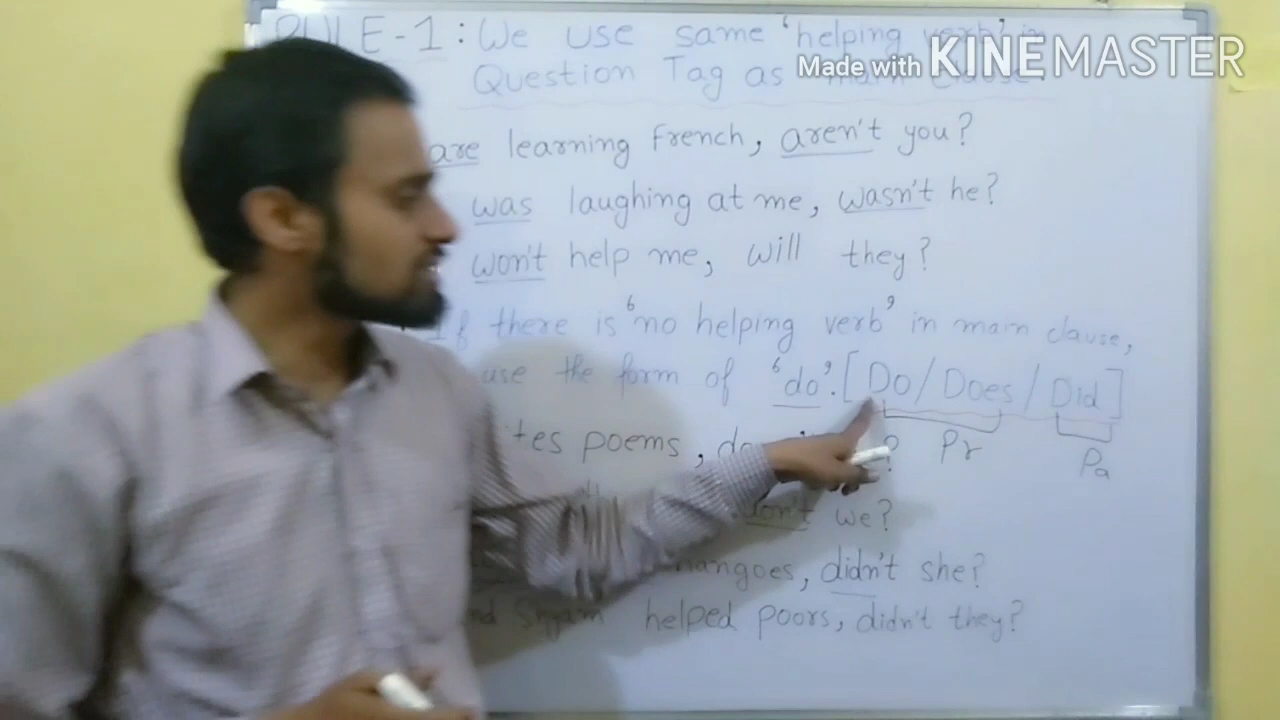 RULE-1: We use same 'helping verb' in
Question Tag as main clause
Made with KINEMASTER
are learning French, aren't you?
was laughing at me, wasn't he?
won't help me, will they?
If there is 'no helping verb' in main clause,
use the form of 'do'. [Do/Does/Did]
poems, ?
Pr
Pa
don't we?
mangoes, didn't she?
Shyam helped poors, didn't they?